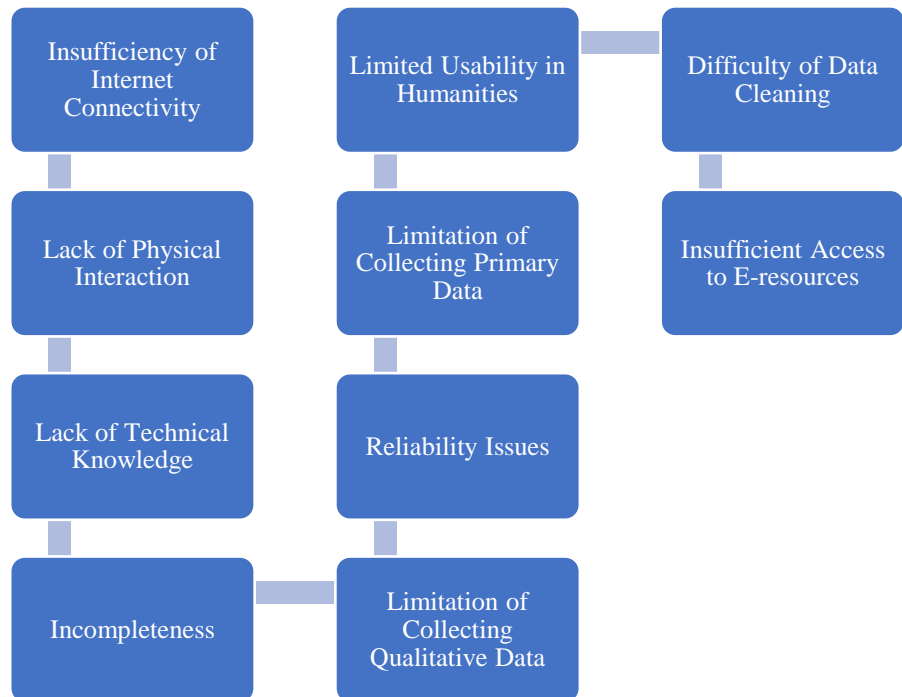 Insufficiency of
Internet
Connectivity
Lack of Physical
Interaction
Lack of Technical
Knowledge
Incompleteness
Limitation of
Collecting
Qualitative Data
Reliability Issues
Limitation of
Collecting Primary
Data
Limited Usability in
Humanities
Difficulty of Data
Cleaning
Insufficient Access
to E-resources